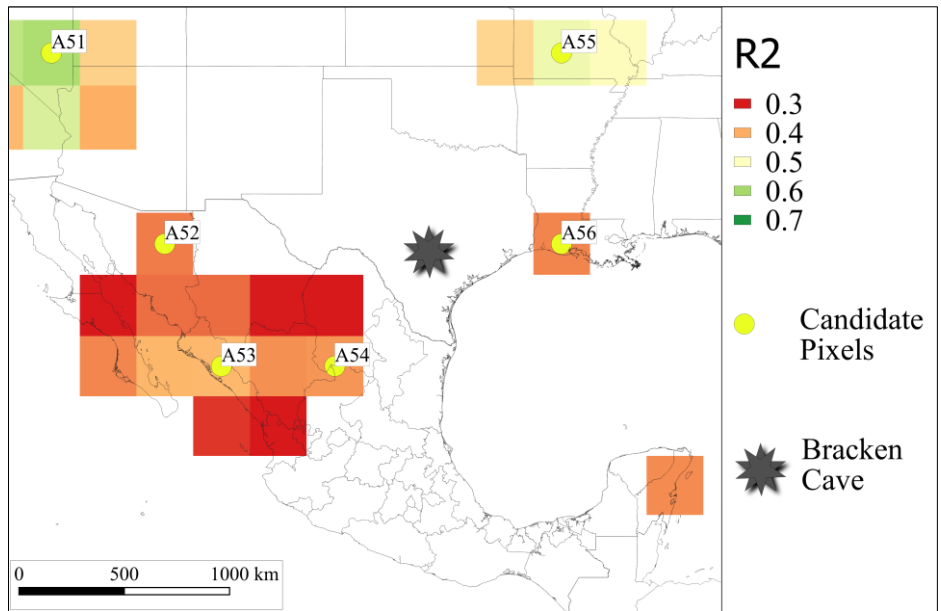 A51
A55
R2
0.3
0.4
0.5
0.6
0.7
A52
A56
A53
A54
Candidate
Pixels
Bracken
Cave
0 500 1000 km